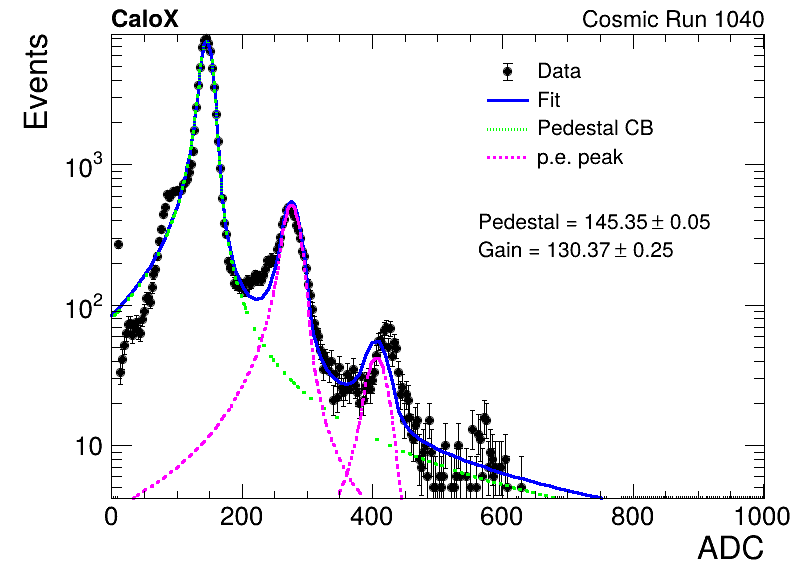 CaloX Cosmic Run 1040
Events
Data
Fit
Pedestal CB
p.e. peak
Pedestal = 145.35 ± 0.05
Gain = 130.37 ± 0.25
10³
10²
10
0 200 400 600 800 1000
ADC